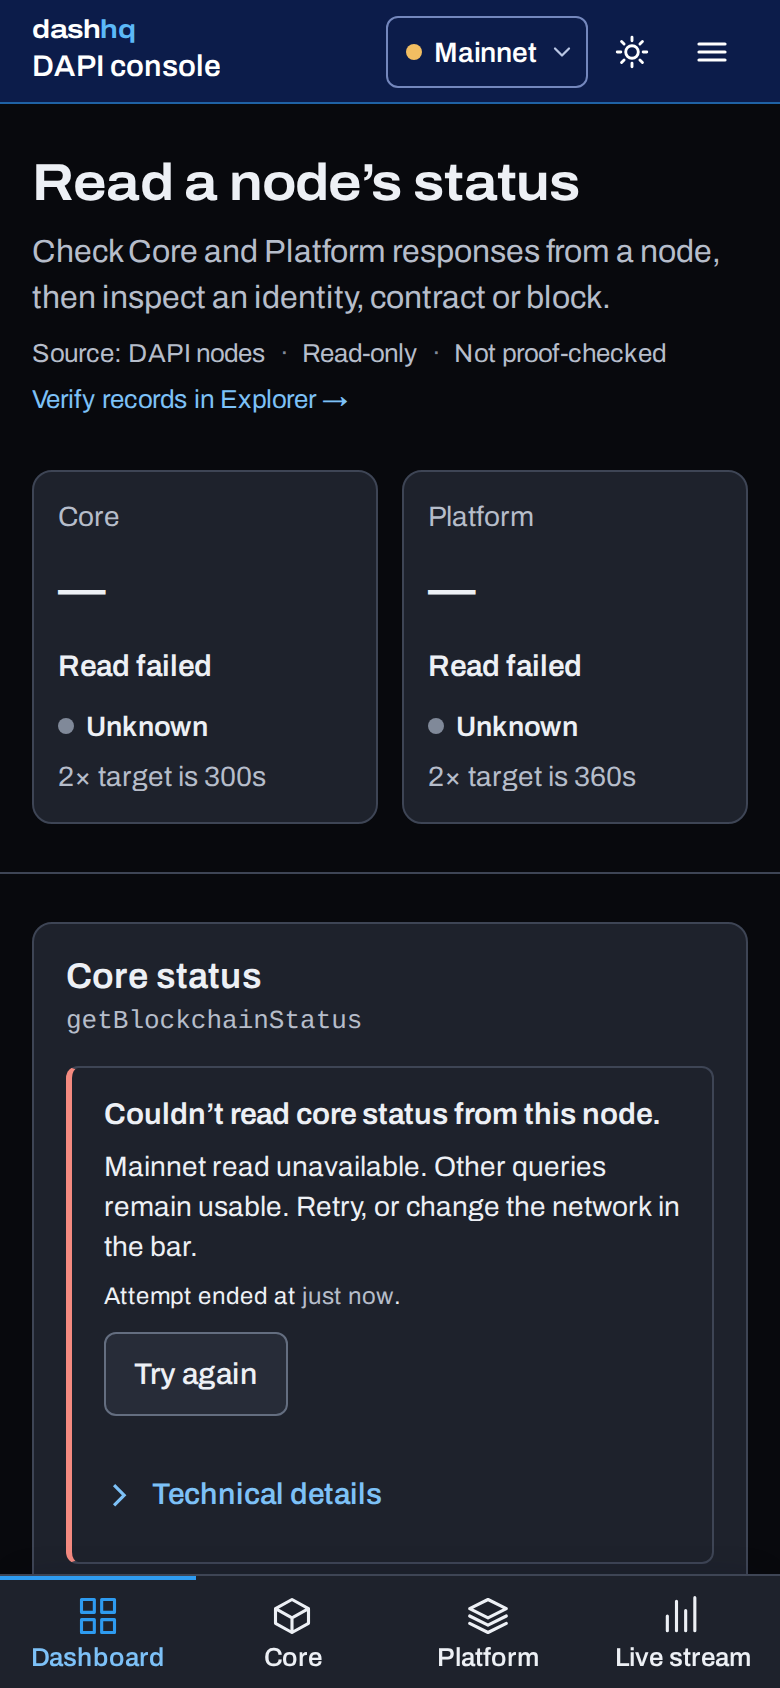 dashhq
DAPI console
Mainnet
Read a node’s status
Check Core and Platform responses from a node,
then inspect an identity, contract or block.
Source: DAPI nodes · Read-only · Not proof-checked
Verify records in Explorer →
Core
—
Read failed
Unknown
2× target is 300s
Platform
—
Read failed
Unknown
2× target is 360s
Core status
getBlockchainStatus
Couldn’t read core status from this node.
Mainnet read unavailable. Other queries
remain usable. Retry, or change the network in
the bar.
Attempt ended at just now.
Try again
Technical details
Dashboard
Core
Platform
Live stream